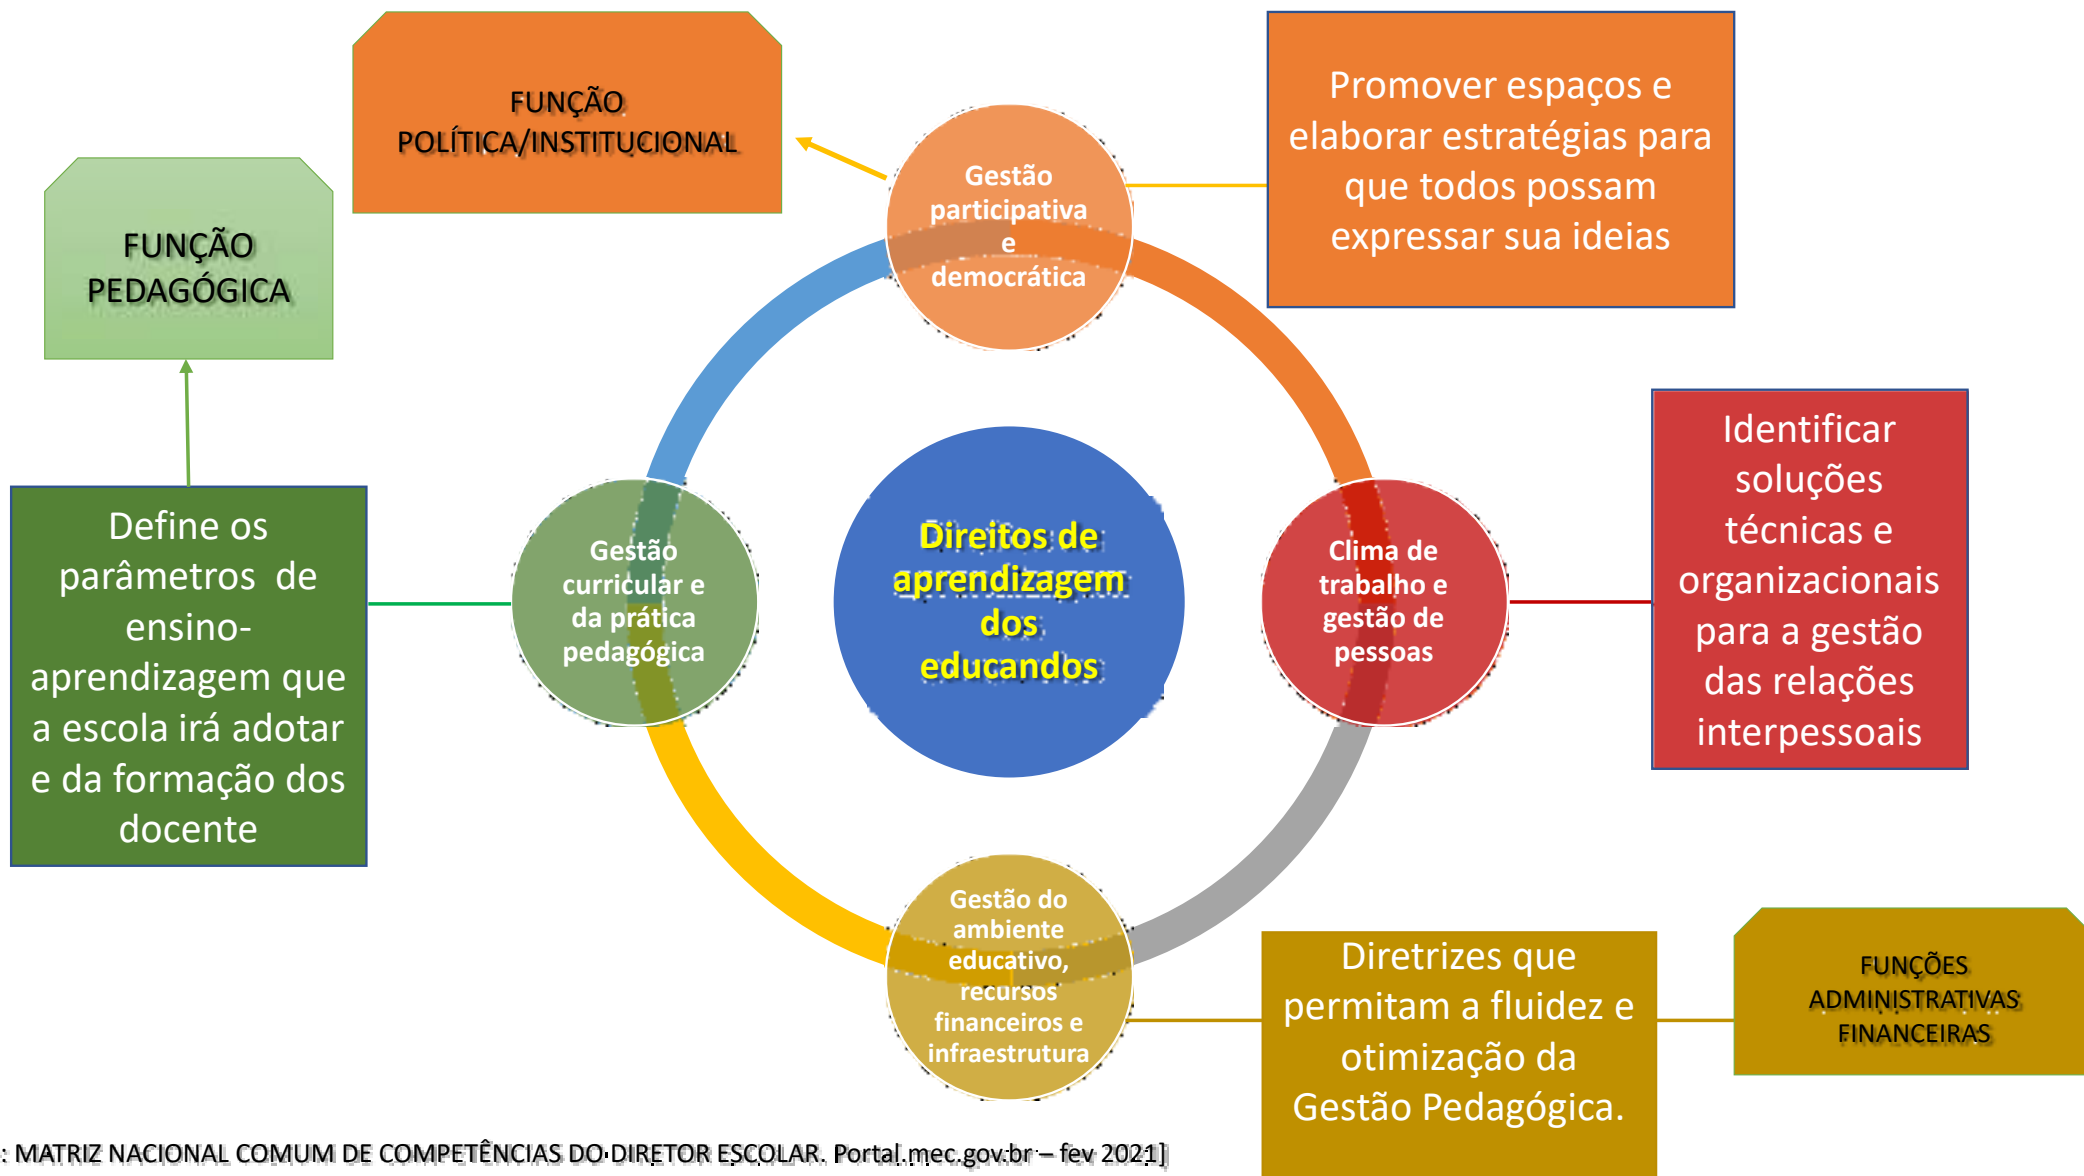 FUNÇÃO
POLÍTICA/INSTITUCIONAL
Promover espaços e
elaborar estratégias para
que todos possam
expressar sua ideias
FUNÇÃO
PEDAGÓGICA
Gestão
participativa
e
democrática
Define os
parâmetros de
ensino-
aprendizagem que
a escola irá adotar
e da formação dos
docente
Gestão
curricular e
da prática
pedagógica
Direitos de
aprendizagem
dos
educandos
Clima de
trabalho e
gestão de
pessoas
Identificar
soluções
técnicas e
organizacionais
para a gestão
das relações
interpessoais
Gestão do
ambiente
educativo,
recursos
financeiros e
infraestrutura
Diretrizes que
permitam a fluidez e
otimização da
Gestão Pedagógica.
FUNÇÕES
ADMINISTRATIVAS
FINANCEIRAS
: MATRIZ NACIONAL COMUM DE COMPETÊNCIAS DO DIRETOR ESCOLAR. Portal.mec.gov.br – fev 2021]